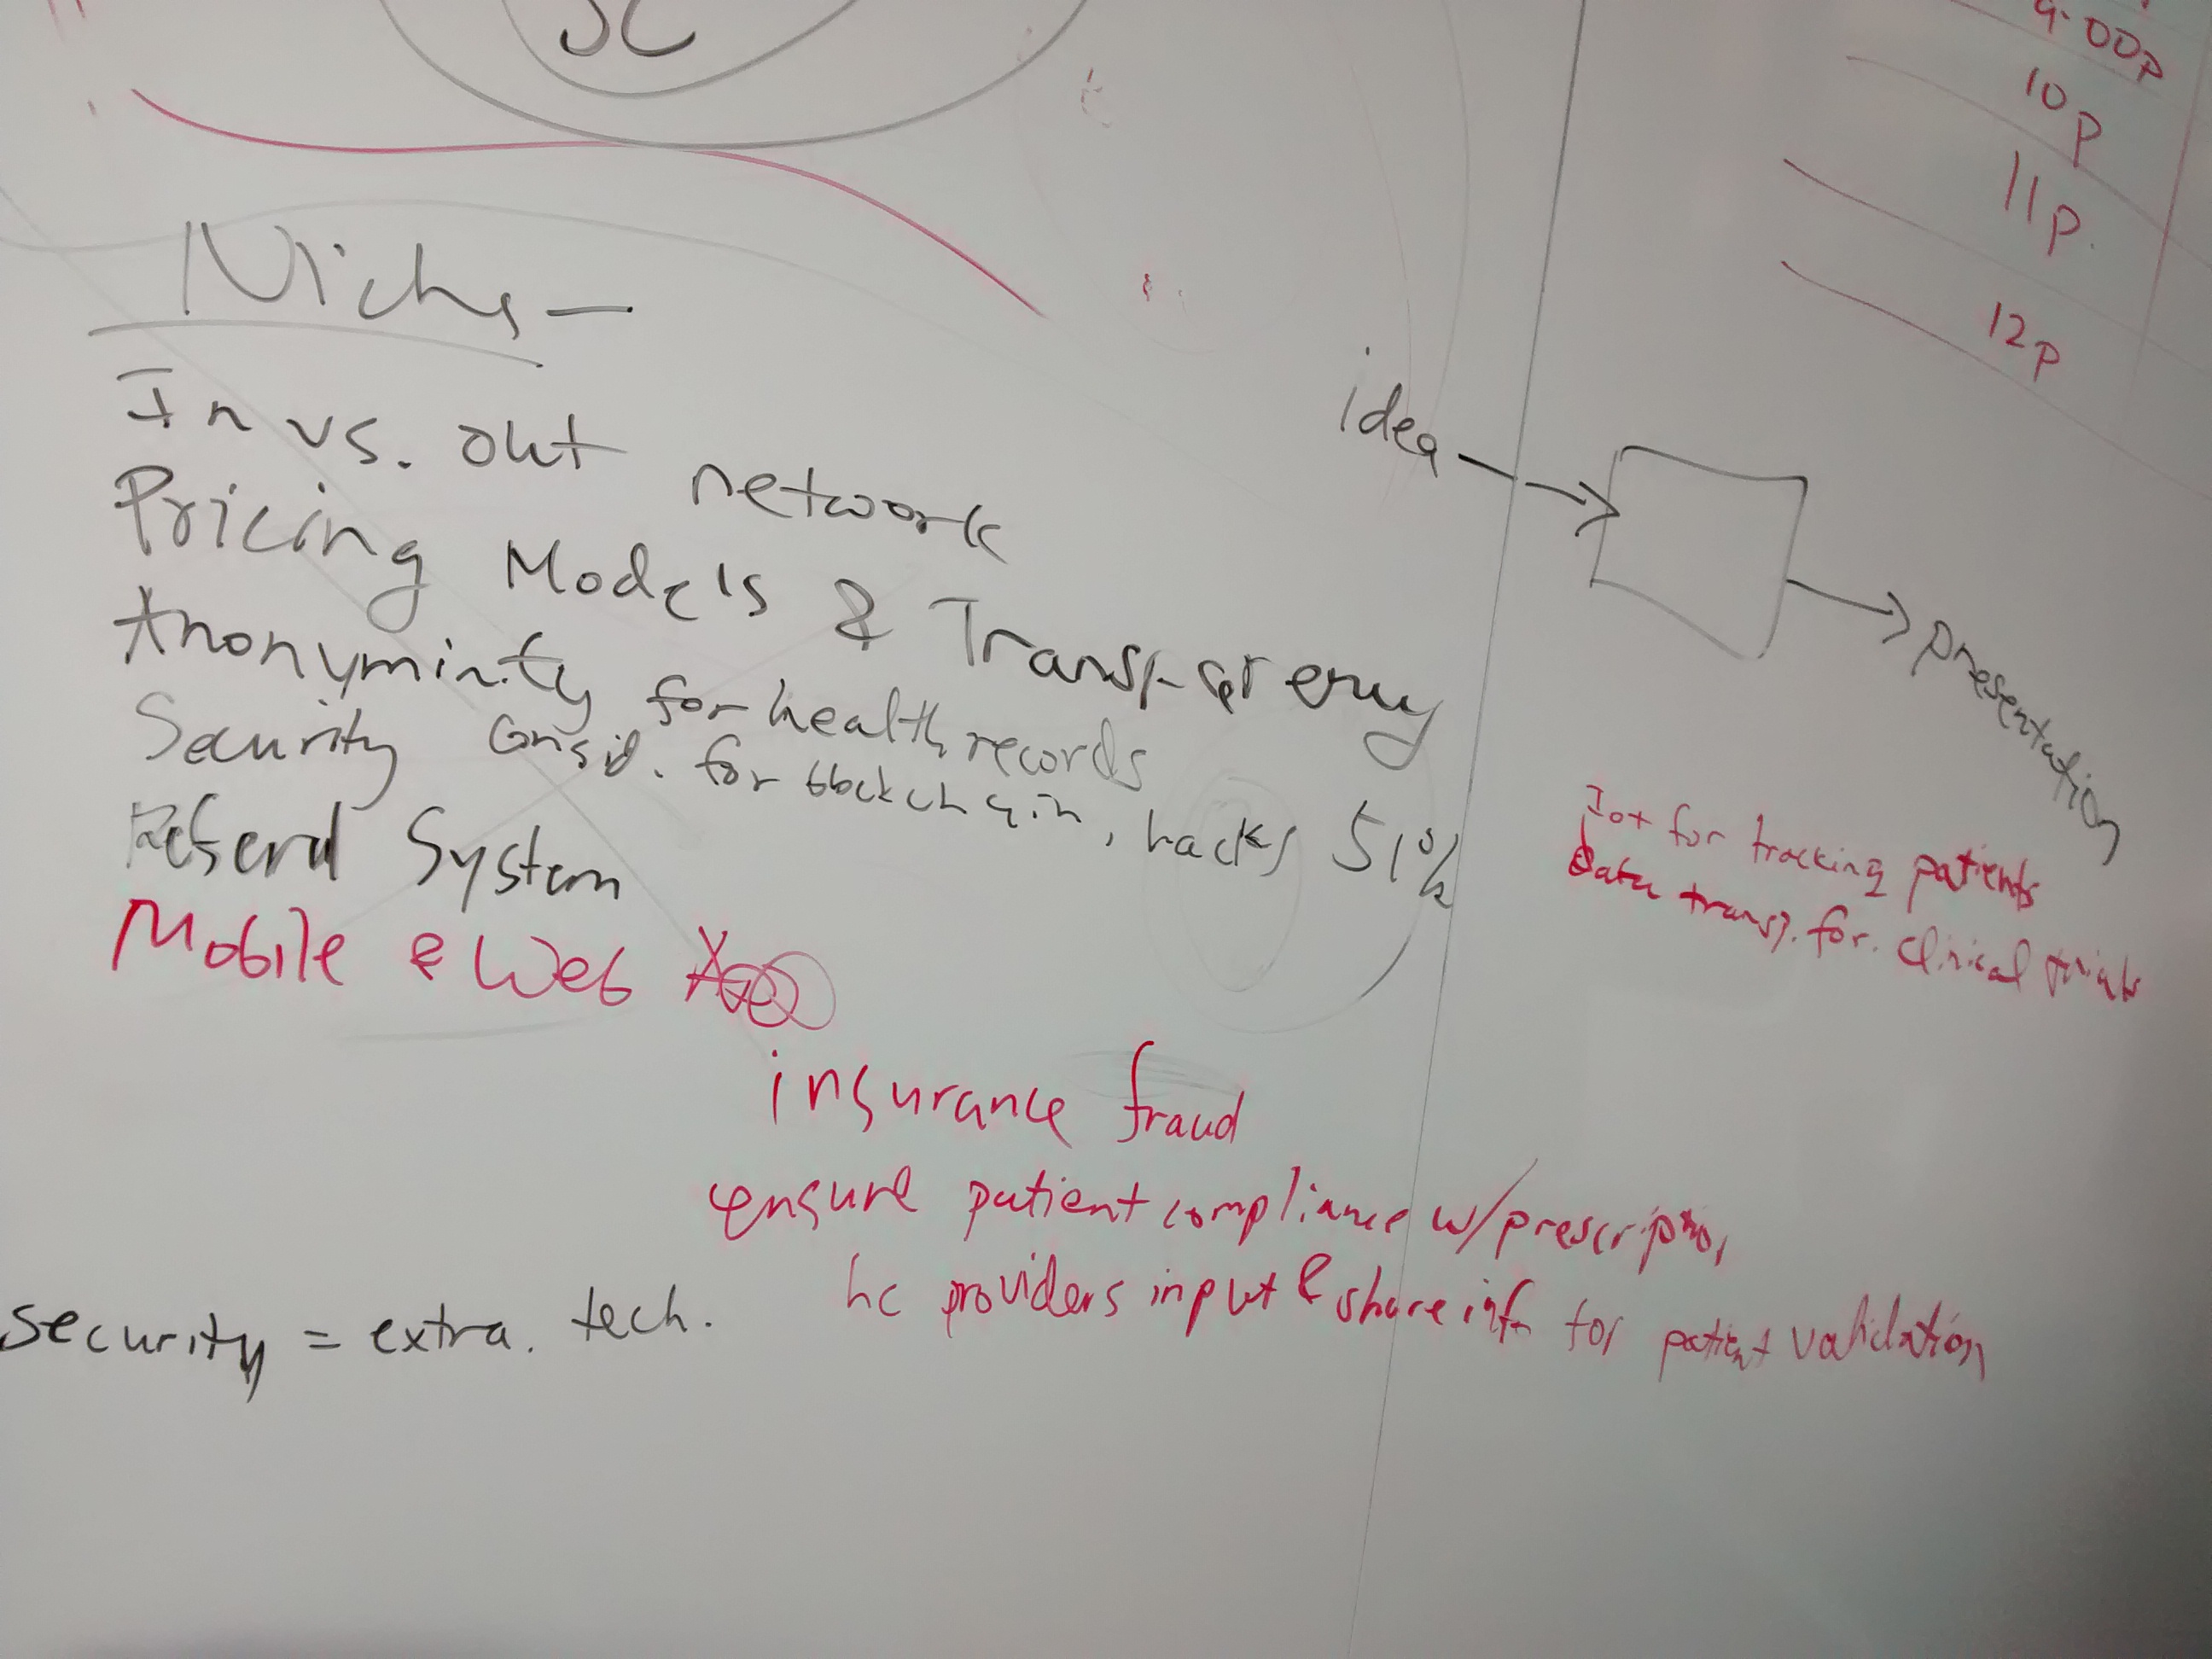 SC
9:00P
10P
11P.
12P
Niche —
In vs. out network
Pricing Models & Transparency
Anonyminity for health records
Security Consid. for blockchain, hacks 51%
Referral System
Mobile & Web
idea
presentation
Iot for tracking patients
Data transp. for. clinical trials
insurance fraud
ensure patient compliance w/prescription
hc providers input & share info for patient validation
security = extra. tech.